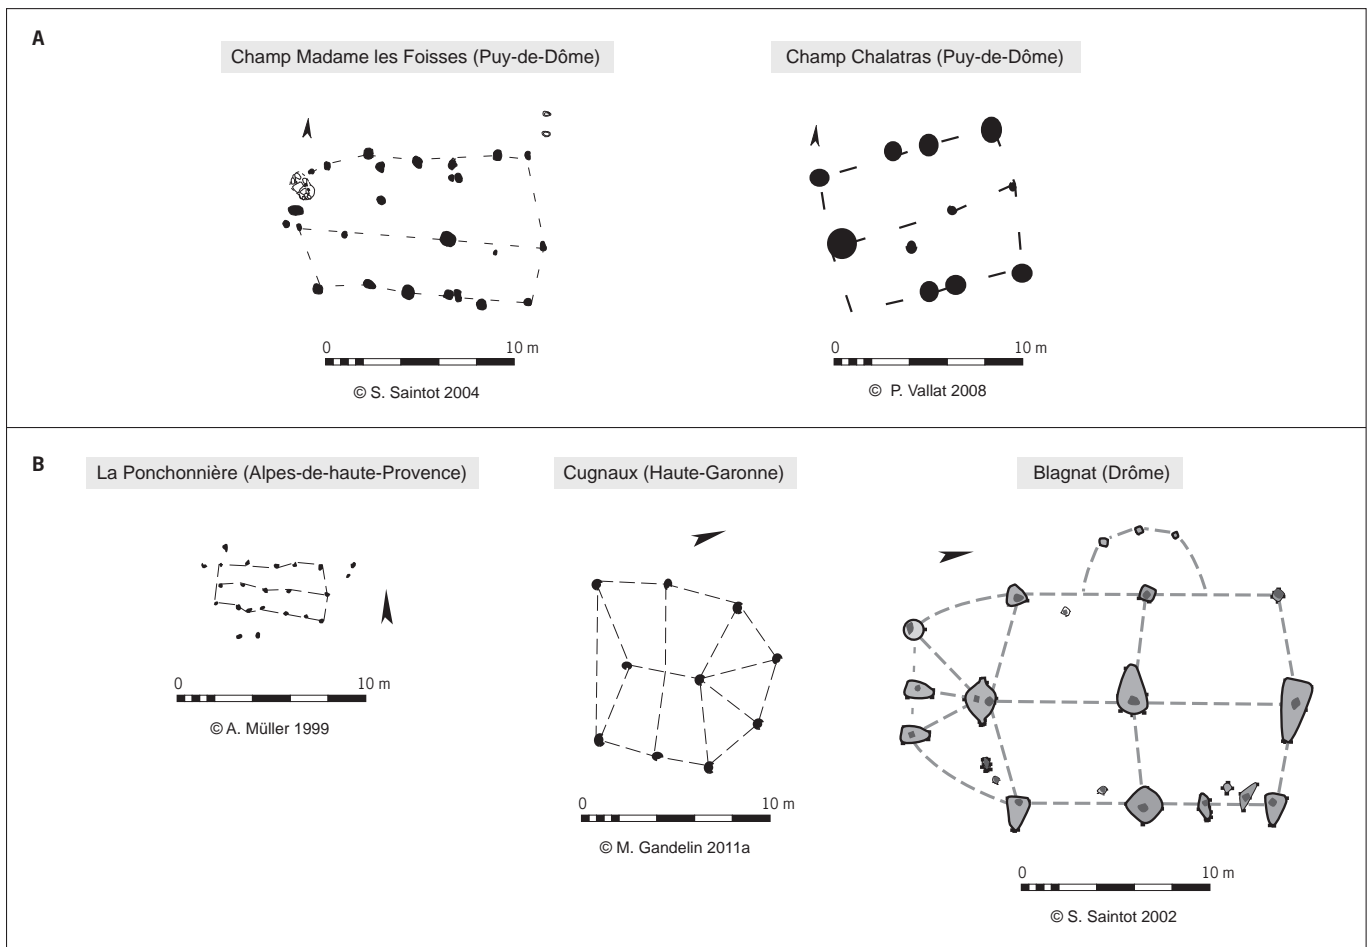 A
Champ Madame les Foisses (Puy-de-Dôme)
Champ Chalatras (Puy-de-Dôme)
0 10 m
© S. Saintot 2004
0 10 m
© P. Vallat 2008
B
La Ponchonnière (Alpes-de-haute-Provence)
Cugnaux (Haute-Garonne)
Blagnat (Drôme)
0 10 m
© A. Müller 1999
0 10 m
© M. Gandelin 2011a
0 10 m
© S. Saintot 2002